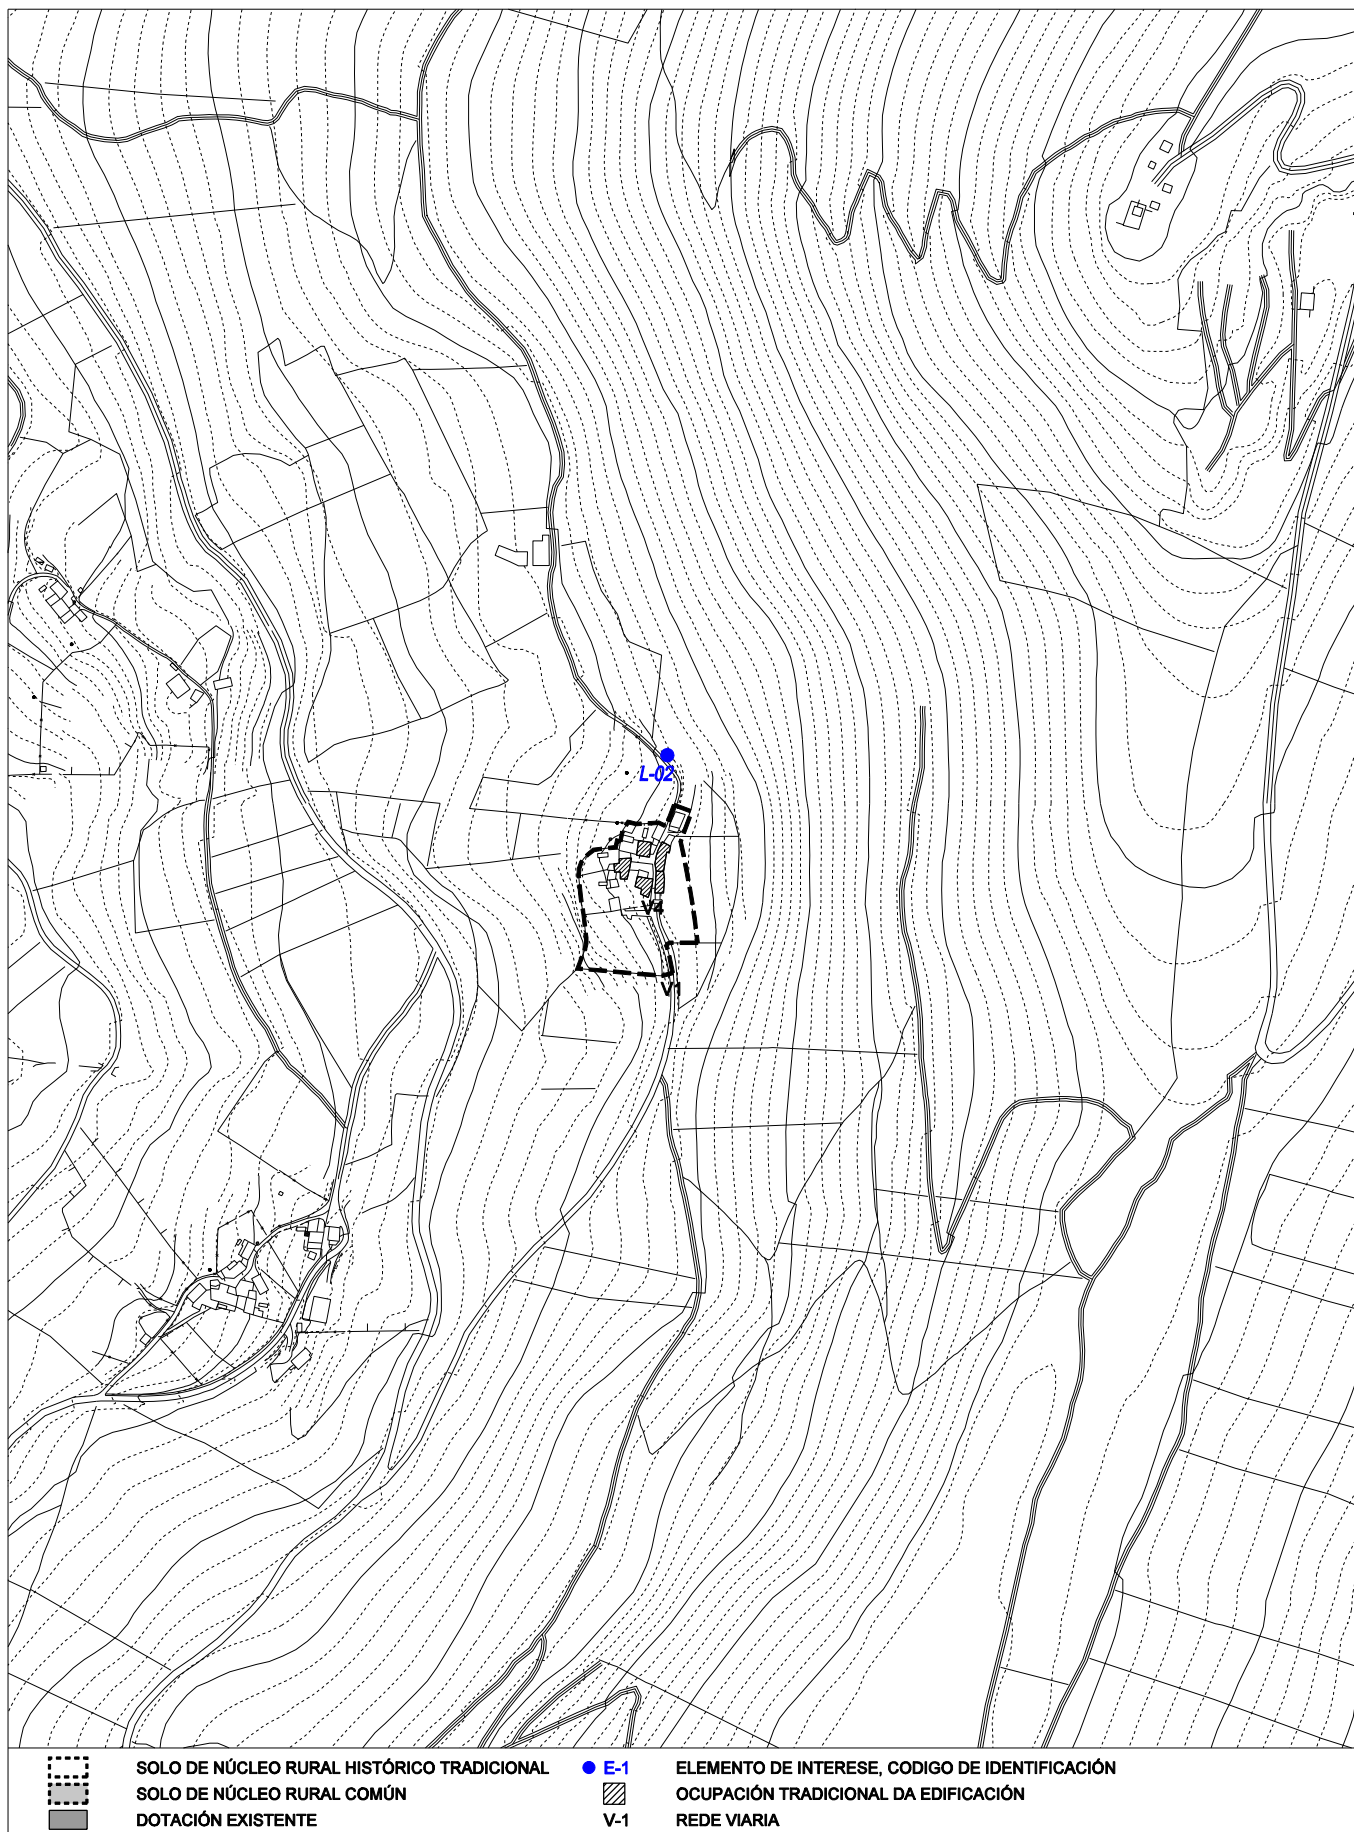 L-02
V4
V1
SOLO DE NÚCLEO RURAL HISTÓRICO TRADICIONAL
SOLO DE NÚCLEO RURAL COMÚN
DOTACIÓN EXISTENTE
E-1 ELEMENTO DE INTERESE, CODIGO DE IDENTIFICACIÓN
OCUPACIÓN TRADICIONAL DA EDIFICACIÓN
V-1 REDE VIARIA